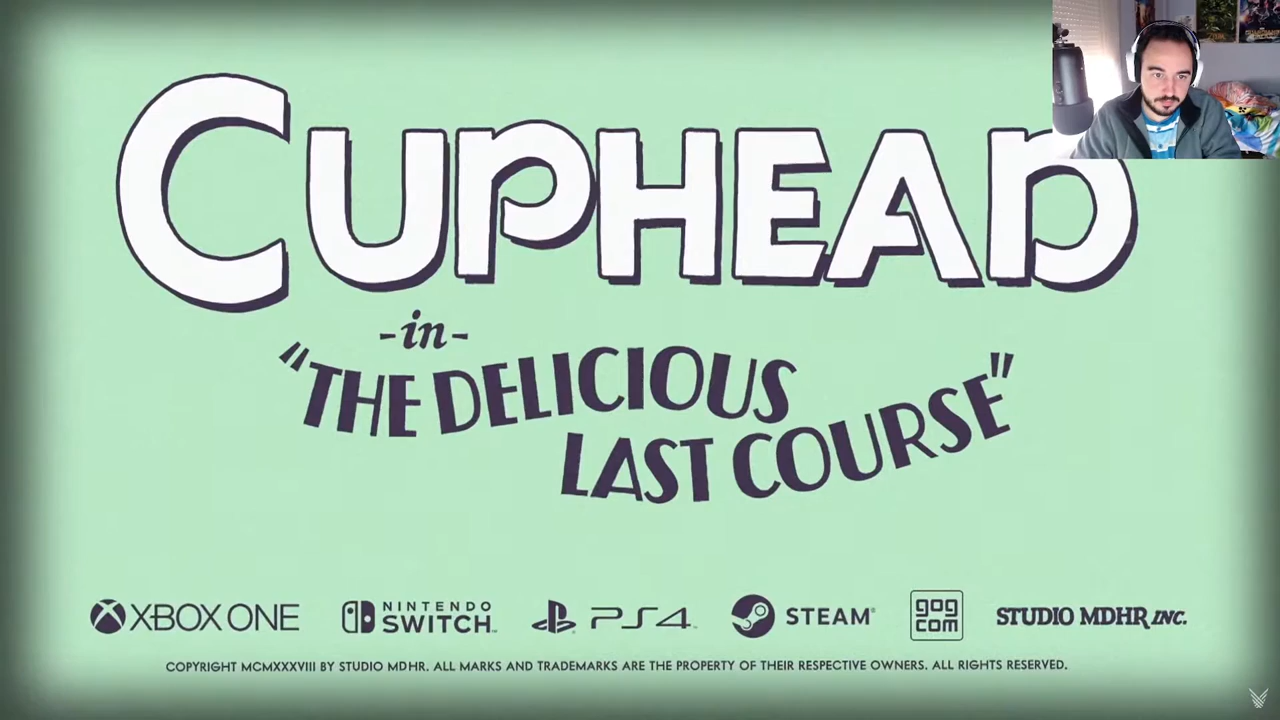 CUPHEAD
-in-
"THE DELICIOUS
LAST COURSE"
XBOX ONE NINTENDO SWITCH PS4 STEAM gog com STUDIO MDHR INC.
COPYRIGHT MCMXXXVIII BY STUDIO MDHR. ALL MARKS AND TRADEMARKS ARE THE PROPERTY OF THEIR RESPECTIVE OWNERS. ALL RIGHTS RESERVED.